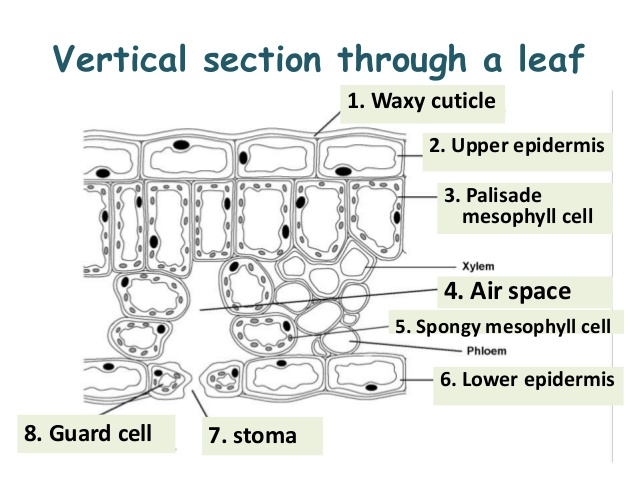 Vertical section through a leaf
1. Waxy cuticle
2. Upper epidermis
3. Palisade
mesophyll cell
Xylem
4. Air space
5. Spongy mesophyll cell
Phloem
6. Lower epidermis
8. Guard cell
7. stoma